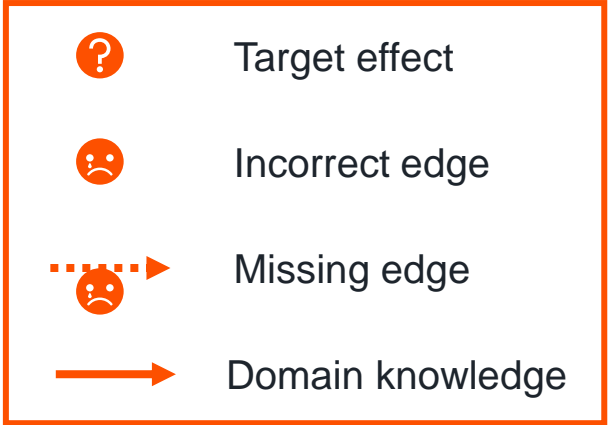 ?
Target effect
Incorrect edge
Missing edge
Domain knowledge